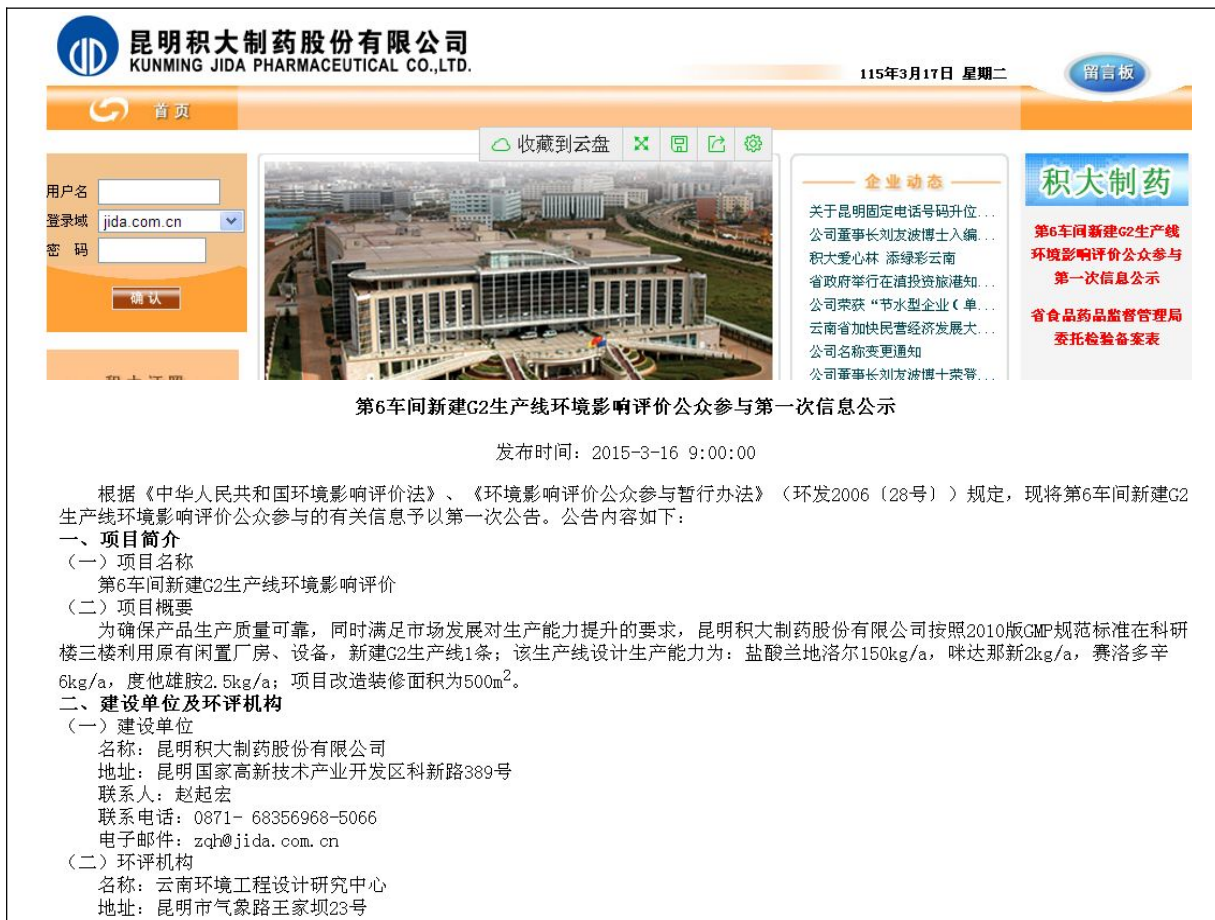 昆明积大制药股份有限公司
KUNMING JIDA PHARMACEUTICAL CO.,LTD.
115年3月17日 星期二
留言板
首页
收藏到云盘
用户名
登录域 jida.com.cn
密 码
确认
企业动态
关于昆明固定电话号码升位...
公司董事长刘友波博士入编...
积大爱心林 添绿彩云南
省政府举行在滇投资旅港知...
公司荣获“节水型企业(单...
云南省加快民营经济发展大...
公司名称变更通知
公司董事长刘友波博士荣登...
积大制药
第6车间新建G2生产线
环境影响评价公众参与
第一次信息公示
省食品药品监督管理局
委托检验备案表
第6车间新建G2生产线环境影响评价公众参与第一次信息公示
发布时间：2015-3-16 9:00:00
根据《中华人民共和国环境影响评价法》、《环境影响评价公众参与暂行办法》（环发2006〔28号〕）规定，现将第6车间新建G2
生产线环境影响评价公众参与的有关信息予以第一次公告。公告内容如下：
一、项目简介
（一）项目名称
第6车间新建G2生产线环境影响评价
（二）项目概要
为确保产品生产质量可靠，同时满足市场发展对生产能力提升的要求，昆明积大制药股份有限公司按照2010版GMP规范标准在科研
楼三楼利用原有闲置厂房、设备，新建G2生产线1条；该生产线设计生产能力为：盐酸兰地洛尔150kg/a，咪达那新2kg/a，赛洛多辛
6kg/a，度他雄胺2.5kg/a；项目改造装修面积为500m²。
二、建设单位及环评机构
（一）建设单位
名称：昆明积大制药股份有限公司
地址：昆明国家高新技术产业开发区科新路389号
联系人：赵起宏
联系电话：0871- 68356968-5066
电子邮件：zqh@jida.com.cn
（二）环评机构
名称：云南环境工程设计研究中心
地址：昆明市气象路王家坝23号